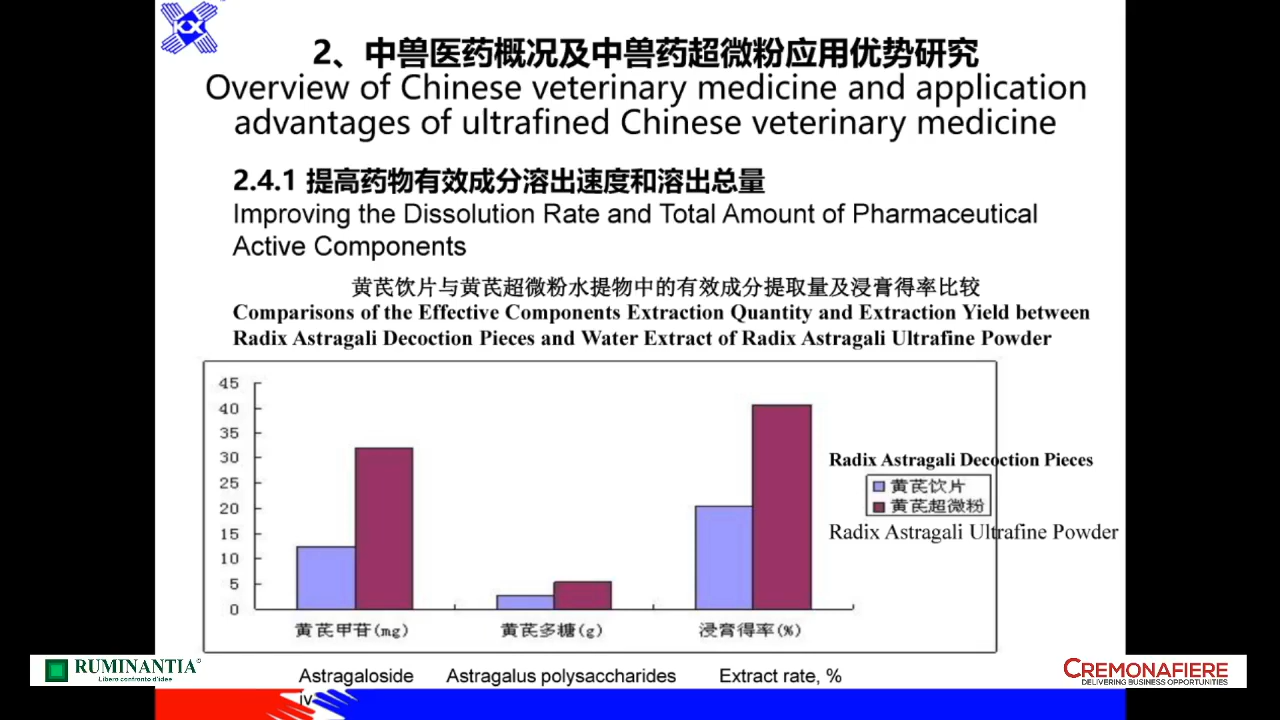 KX
2、中兽医药概况及中兽药超微粉应用优势研究
Overview of Chinese veterinary medicine and application
advantages of ultrafined Chinese veterinary medicine
2.4.1 提高药物有效成分溶出速度和溶出总量
Improving the Dissolution Rate and Total Amount of Pharmaceutical
Active Components
黄芪饮片与黄芪超微粉水提物中的有效成分提取量及浸膏得率比较
Comparisons of the Effective Components Extraction Quantity and Extraction Yield between
Radix Astragali Decoction Pieces and Water Extract of Radix Astragali Ultrafine Powder
45
40
35
30
25
20
15
10
5
0
黄芪甲苷(mg)
黄芪多糖(g)
浸膏得率(%)
Radix Astragali Decoction Pieces
黄芪饮片
黄芪超微粉
Radix Astragali Ultrafine Powder
Astragaloside
iv
Astragalus polysaccharides
Extract rate, %
RUMINANTIA©
Libero confronto d'idee
CREMONAFIERE
DELIVERING BUSINESS OPPORTUNITIES